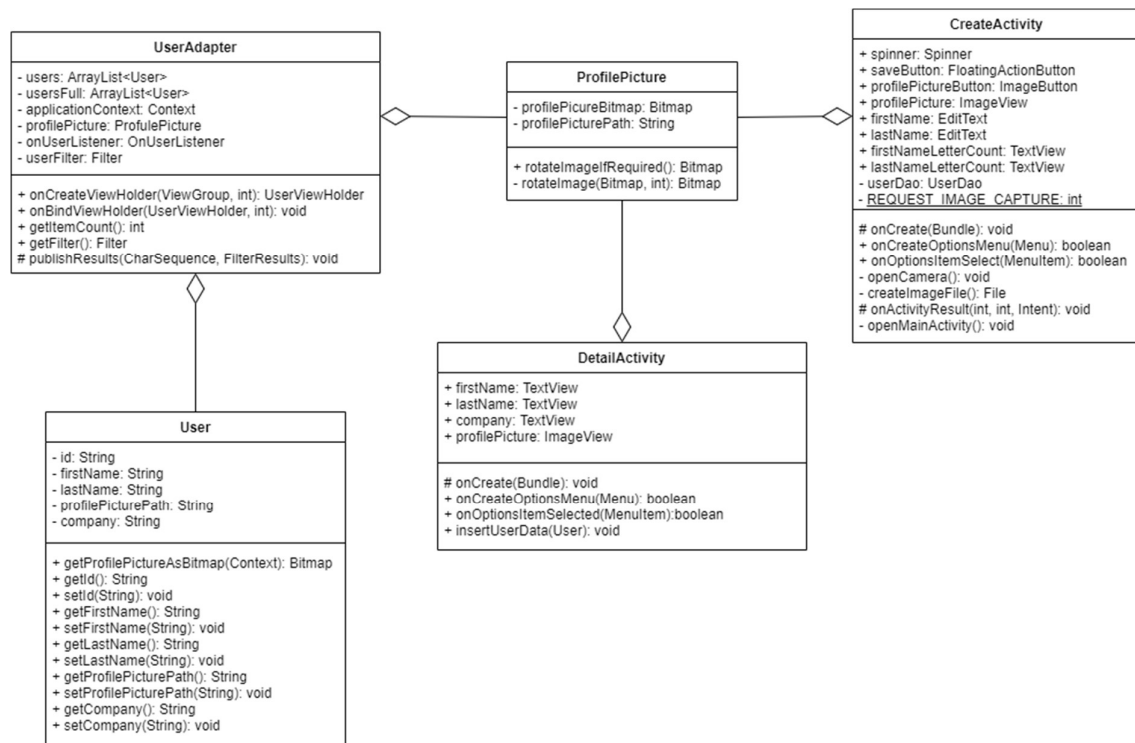 UserAdapter
- users: ArrayList<User>
- usersFull: ArrayList<User>
- applicationContext: Context
- profilePicture: ProfulePicture
- onUserListener: OnUserListener
- userFilter: Filter
+ onCreateViewHolder(ViewGroup, int): UserViewHolder
+ onBindViewHolder(UserViewHolder, int): void
+ getItemCount(): int
+ getFilter(): Filter
# publishResults(CharSequence, FilterResults): void
ProfilePicture
- profilePicureBitmap: Bitmap
- profilePicturePath: String
+ rotateImageIfRequired(): Bitmap
- rotateImage(Bitmap, int): Bitmap
CreateActivity
+ spinner: Spinner
+ saveButton: FloatingActionButton
+ profilePictureButton: ImageButton
+ profilePicture: ImageView
+ firstName: EditText
+ lastName: EditText
+ firstNameLetterCount: TextView
+ lastNameLetterCount: TextView
- userDao: UserDao
- REQUEST_IMAGE_CAPTURE: int
# onCreate(Bundle): void
+ onCreateOptionsMenu(Menu): boolean
+ onOptionsItemSelect(MenuItem): boolean
- openCamera(): void
- createImageFile(): File
# onActivityResult(int, int, Intent): void
- openMainActivity(): void
DetailActivity
+ firstName: TextView
+ lastName: TextView
+ company: TextView
+ profilePicture: ImageView
# onCreate(Bundle): void
+ onCreateOptionsMenu(Menu): boolean
+ onOptionsItemSelected(MenuItem):boolean
+ insertUserData(User): void
User
- id: String
- firstName: String
- lastName: String
- profilePicturePath: String
- company: String
+ getProfilePictureAsBitmap(Context): Bitmap
+ getId(): String
+ setId(String): void
+ getFirstName(): String
+ setFirstName(String): void
+ getLastName(): String
+ setLastName(String): void
+ getProfilePicturePath(): String
+ setProfilePicturePath(String): void
+ getCompany(): String
+ setCompany(String): void